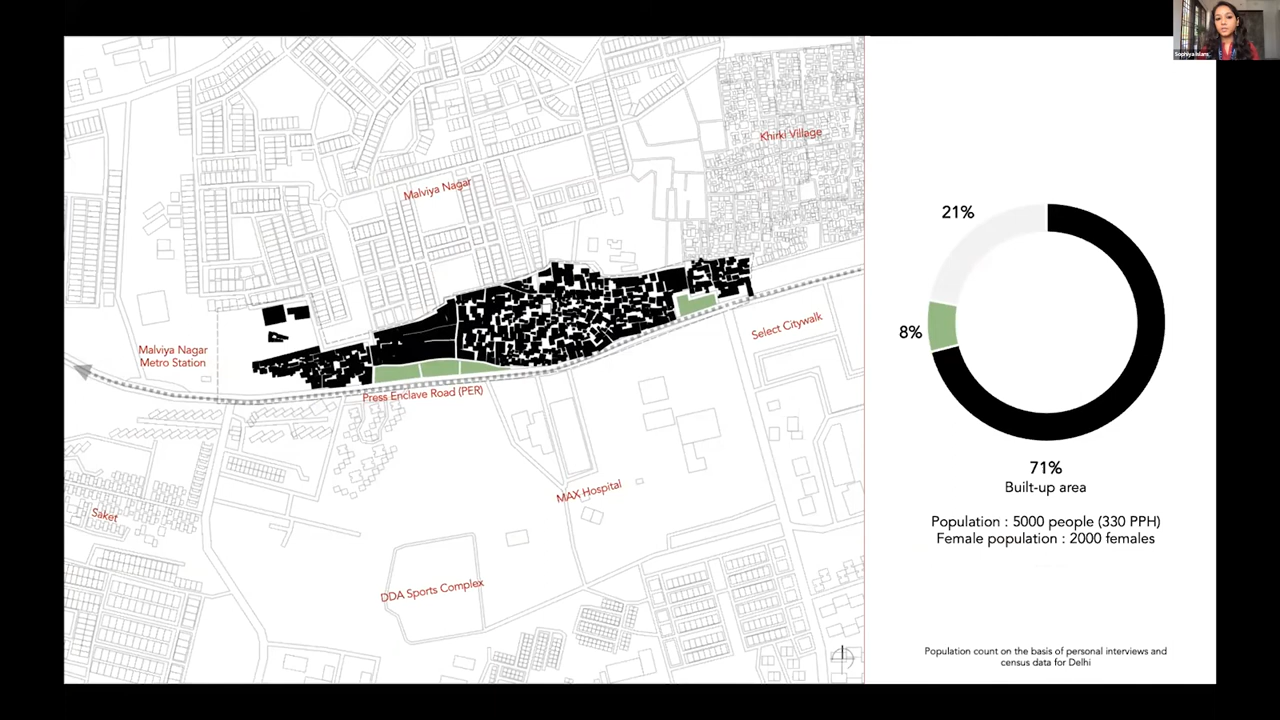 Sophiya Islam
Khirki Village
Malviya Nagar
Select Citywalk
Malviya Nagar
Metro Station
Press Enclave Road (PER)
MAX Hospital
Saket
DDA Sports Complex
21%
8%
71%
Built-up area
Population : 5000 people (330 PPH)
Female population : 2000 females
Population count on the basis of personal interviews and
census data for Delhi